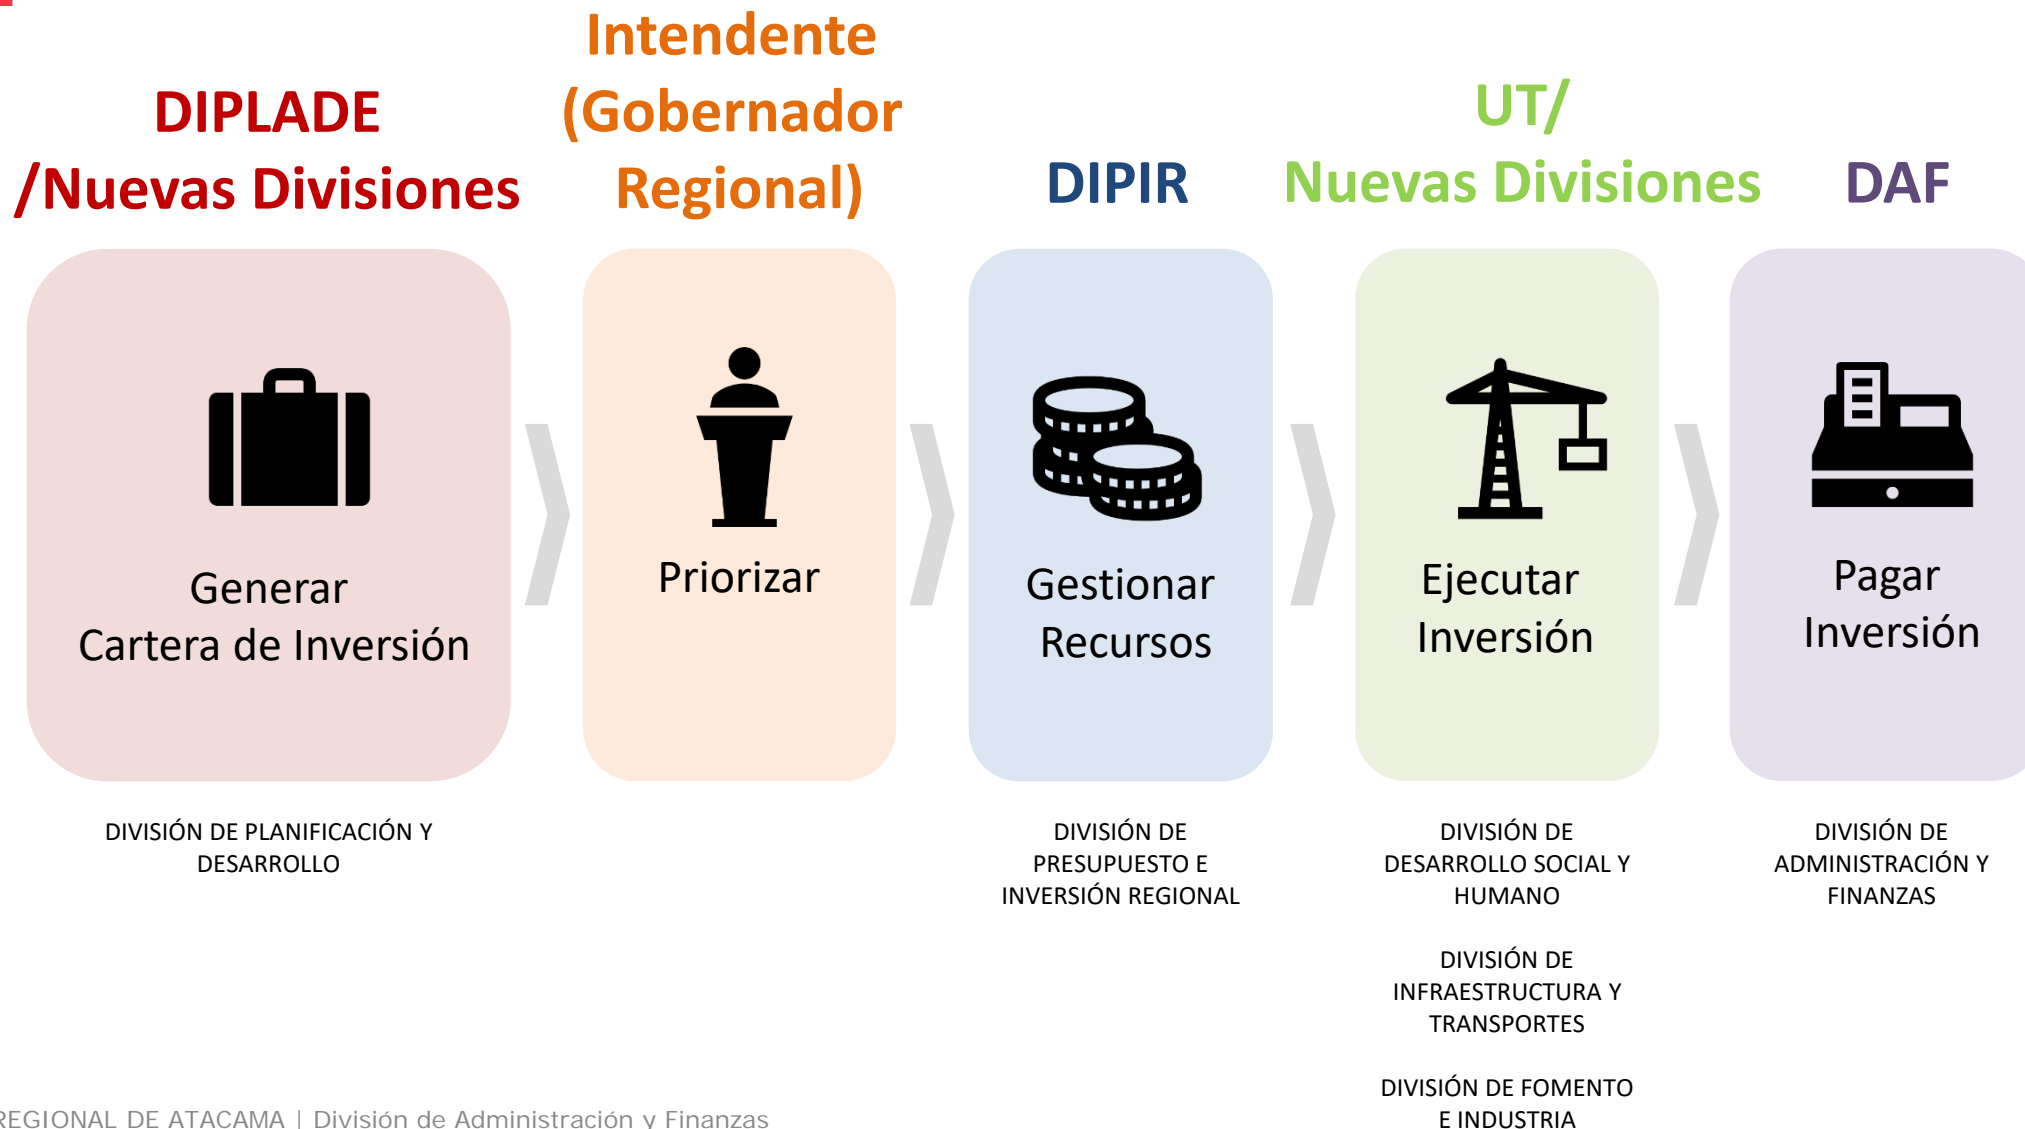 DIPLADE
/Nuevas Divisiones
Intendente
(Gobernador
Regional)
DIPIR
UT/
Nuevas Divisiones
DAF
Generar
Cartera de Inversión
Priorizar
Gestionar
Recursos
Ejecutar
Inversión
Pagar
Inversión
DIVISIÓN DE PLANIFICACIÓN Y
DESARROLLO
DIVISIÓN DE
PRESUPUESTO E
INVERSIÓN REGIONAL
DIVISIÓN DE
DESARROLLO SOCIAL Y
HUMANO
DIVISIÓN DE
INFRAESTRUCTURA Y
TRANSPORTES
DIVISIÓN DE FOMENTO
E INDUSTRIA
DIVISIÓN DE
ADMINISTRACIÓN Y
FINANZAS
REGIONAL DE ATACAMA | División de Administración y Finanzas